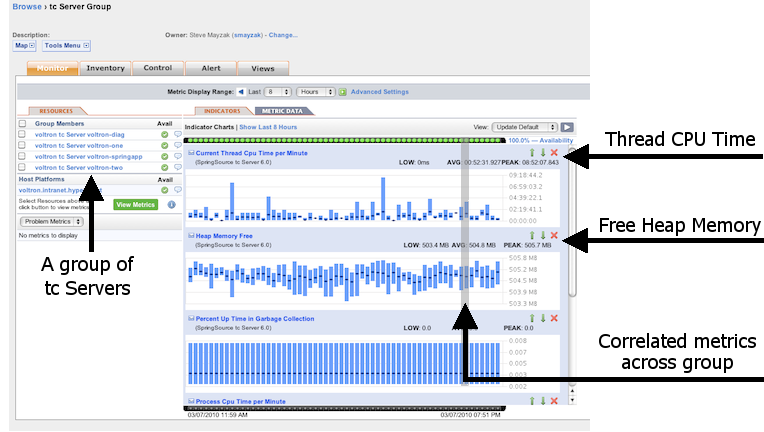 Browse › tc Server Group
Description:
Owner: Steve Mayzak (smayzak) - Change...
Map
Tools Menu
Monitor Inventory Control Alert Views
Metric Display Range: Last 8 Hours Advanced Settings
RESOURCES
INDICATORS METRIC DATA
Group Members Avail
voltron tc Server voltron-diag
voltron tc Server voltron-one
voltron tc Server voltron-springapp
voltron tc Server voltron-two
Host Platforms Avail
voltron.intranet.hype
Select Resources above
click button to view metrics
View Metrics
Problem Metrics
No metrics to display
A group of
tc Servers
Indicator Charts | Show Last 8 Hours
View: Update Default
100.0% — Availability
Current Thread Cpu Time per Minute
(SpringSource tc Server 6.0)
LOW: 0ms AVG: 00:52:31.927 PEAK: 08:52:07.843
09:18:44.2
06:59:03.2
04:39:22.1
02:19:41.1
00:00:00.0
Heap Memory Free
(SpringSource tc Server 6.0)
LOW: 503.4 MB AVG: 504.8 MB PEAK: 505.7 MB
505.8 MB
505.2 MB
504.5 MB
503.9 MB
503.3 MB
Percent Up Time in Garbage Collection
(SpringSource tc Server 6.0)
LOW: 0.0 PEAK: 0.0
0.008
0.007
0.005
0.003
0.002
Process Cpu Time per Minute
03/07/2010 11:59 AM
03/07/2010 07:51 PM
Thread CPU Time
Free Heap Memory
Correlated metrics
across group